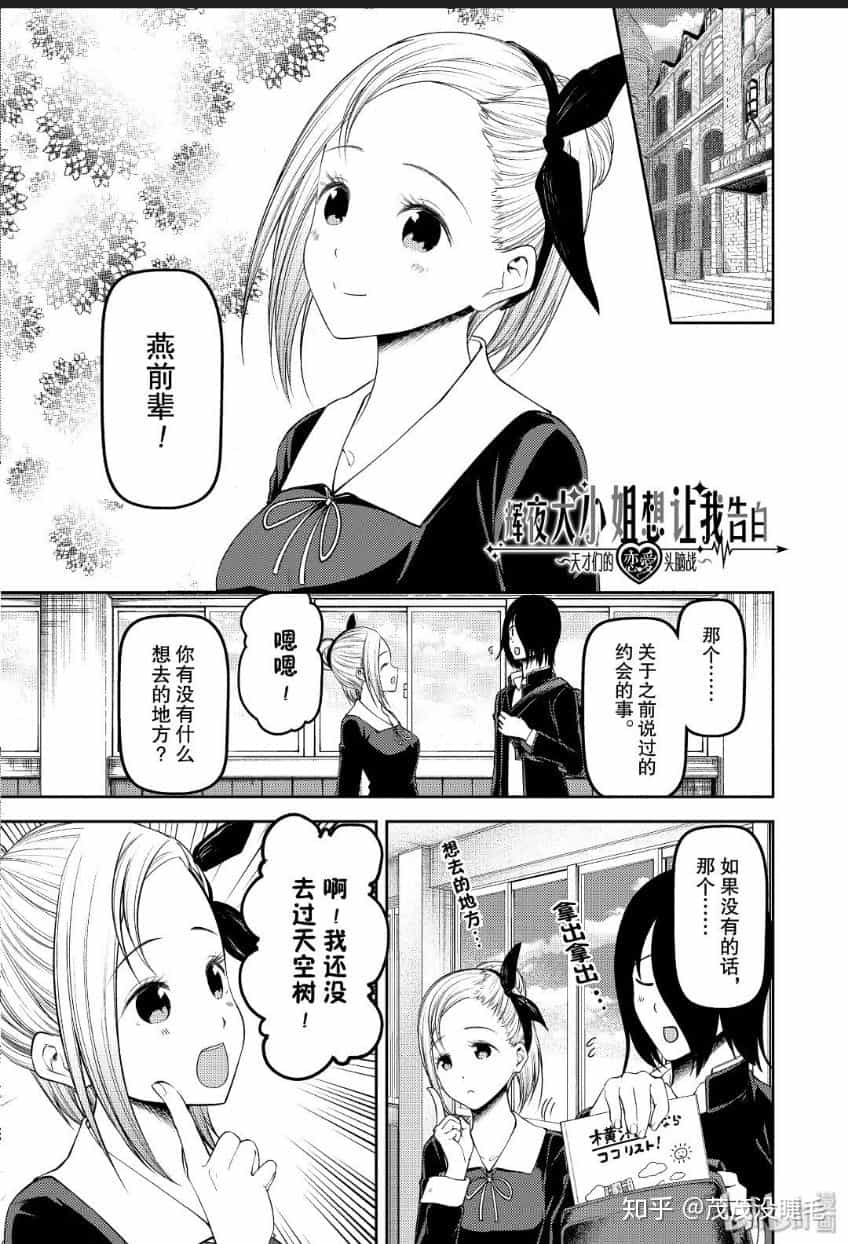 燕前辈！
辉夜大小姐想让我告白
～天才们的恋爱头脑战～
那个……
关于之前说过的
约会的事。
嗯嗯！
你有没有什么
想去的地方？
如果没有的话，
那个……
拿出拿出…
想去的地方…
なら
ココリスト！
啊！我还没
去过天空树！
知乎 @茂茂没睫毛